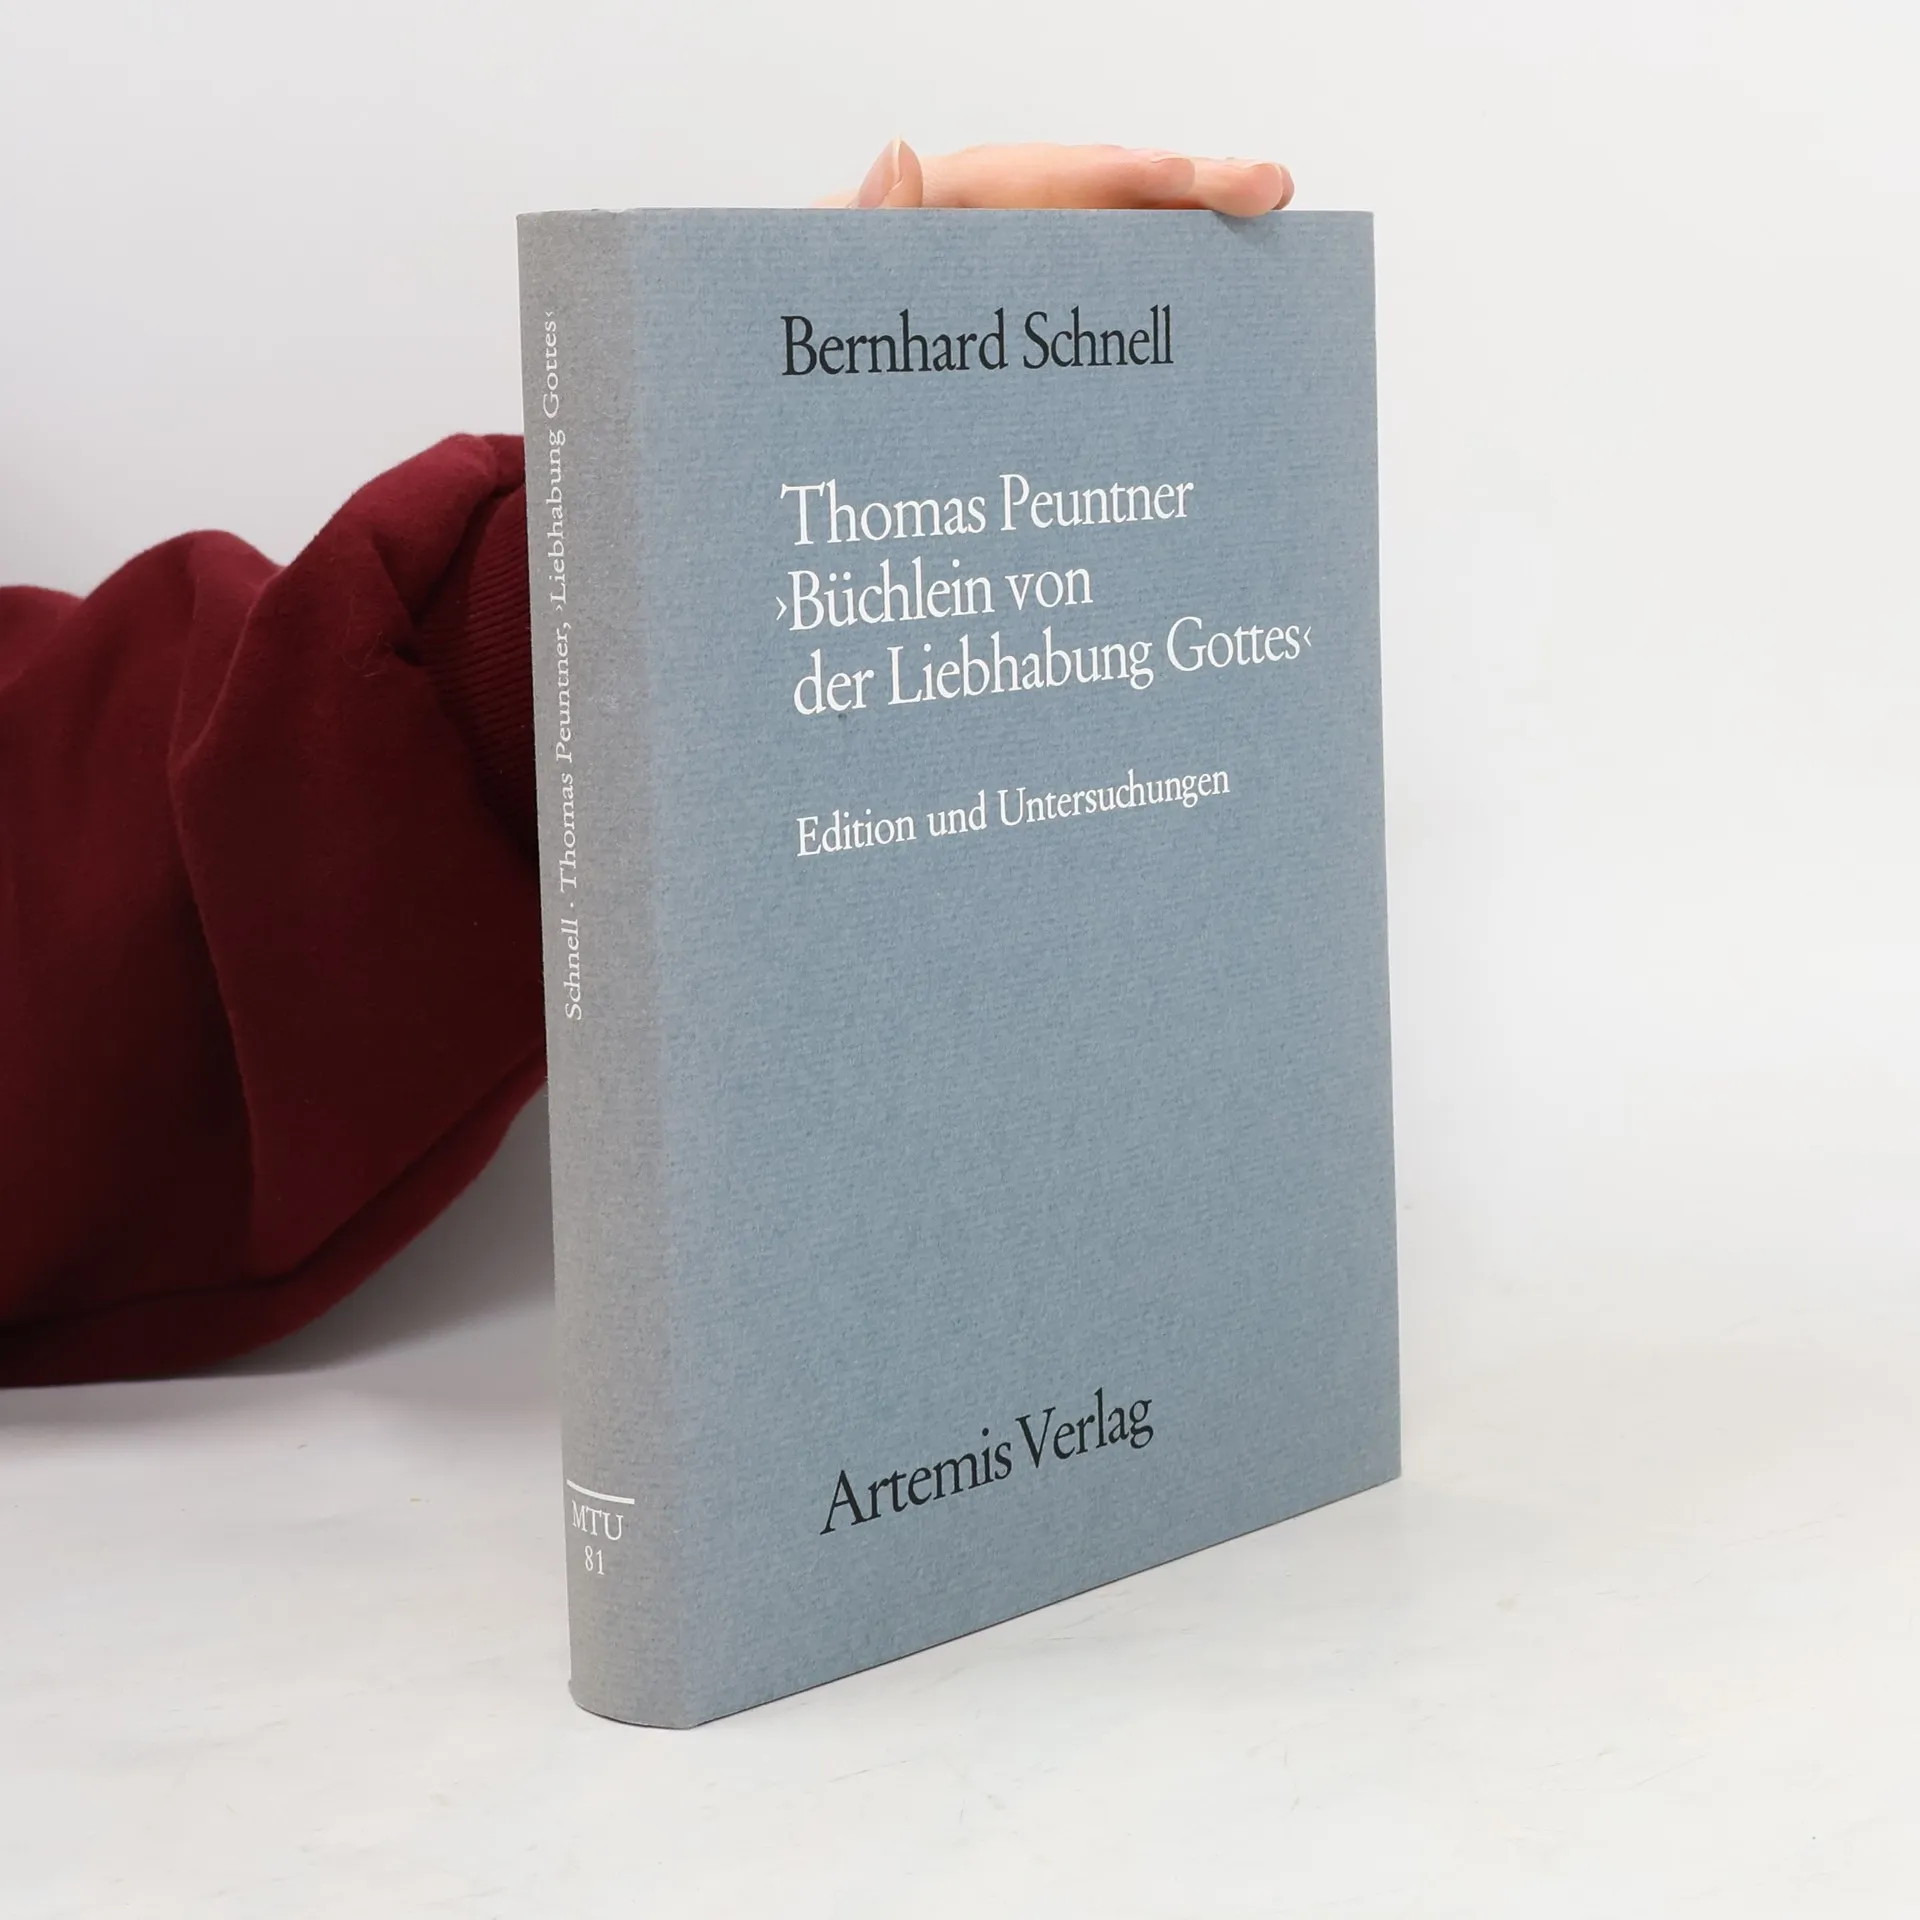 Bernhard Schnell
Thomas Peuntner
›Büchlein von
der Liebhabung Gottes‹
Edition und Untersuchungen
Artemis Verlag
Schnell · Thomas Peuntner, ›Liebhabung Gottes‹
MTU
81